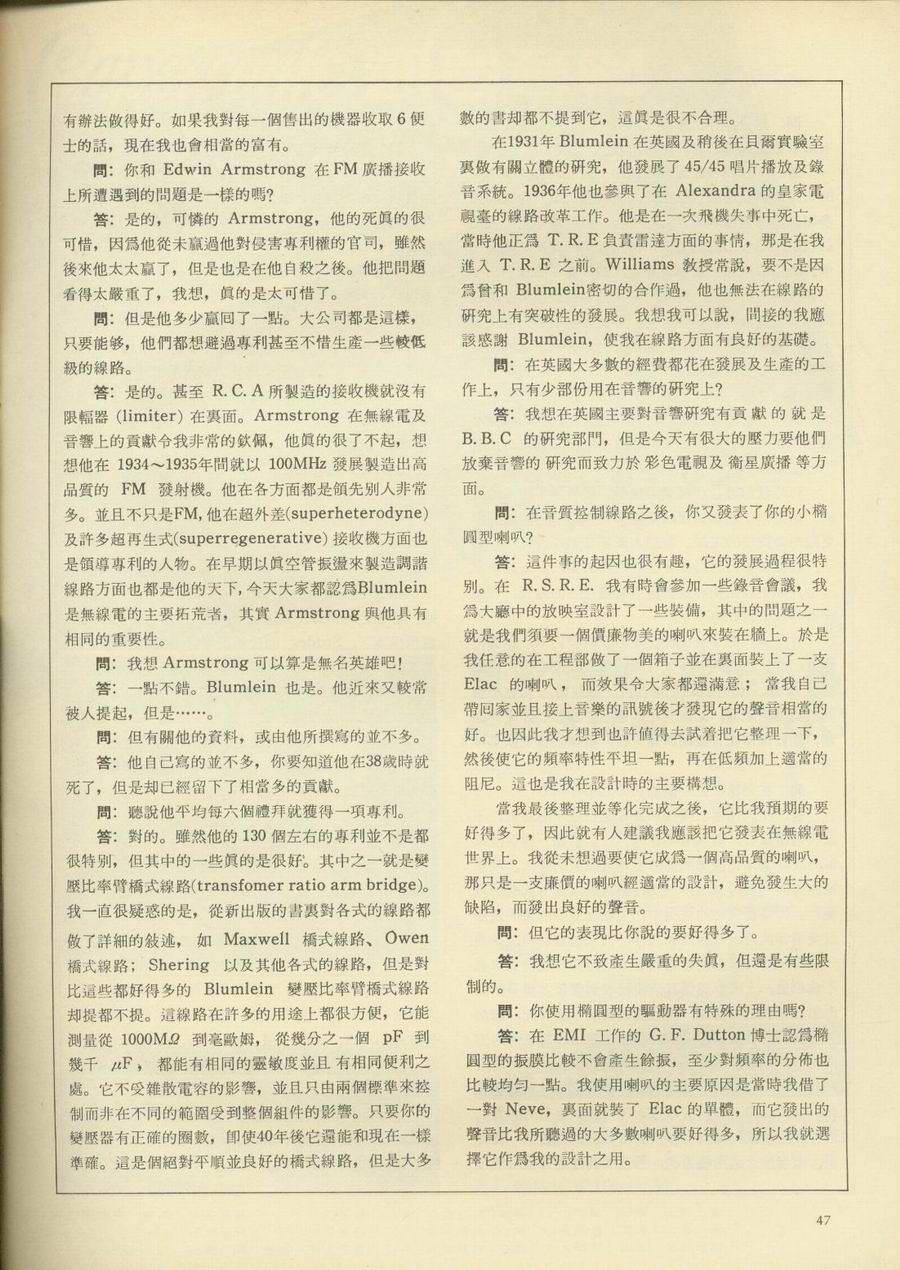 有辦法做得好。如果我對每一個售出的機器收取6便
士的話，現在我也會相當的富有。
問：你和 Edwin Armstrong 在FM廣播接收
上所遭遇到的問題是一樣的嗎？
答：是的，可憐的 Armstrong，他的死眞的很
可惜，因爲他從未贏過他對侵害專利權的官司，雖然
後來他太太贏了，但是也是在他自殺之後。他把問題
看得太嚴重了，我想，眞的是太可惜了。
問：但是他多少贏囘了一點。大公司都是這樣，
只要能够，他們都想避過專利甚至不惜生產一些較低
級的線路。
答：是的。甚至 R. C. A 所製造的接收機就沒有
限幅器 (limiter) 在裏面。Armstrong 在無線電及
音響上的貢獻令我非常的欽佩，他眞的很了不起，想
想他在 1934～1935年間就以 100MHz 發展製造出高
品質的 FM 發射機。他在各方面都是領先別人非常
多。並且不只是FM, 他在超外差(superheterodyne)
及許多超再生式(superregenerative) 接收機方面也
是領導專利的人物。在早期以眞空管振盪來製造調諧
線路方面也都是他的天下, 今天大家都認爲Blumlein
是無線電的主要拓荒者，其實 Armstrong 與他具有
相同的重要性。
問：我想 Armstrong 可以算是無名英雄吧！
答：一點不錯。Blumlein 也是。他近來又較常
被人提起，但是……。
問：但有關他的資料，或由他所撰寫的並不多。
答：他自己寫的並不多，你要知道他在38歲時就
死了，但是却已經留下了相當多的貢獻。
問：聽說他平均每六個禮拜就獲得一項專利。
答：對的。雖然他的 130 個左右的專利並不是都
很特別，但其中的一些眞的是很好。其中之一就是變
壓比率臂橋式線路(transfomer ratio arm bridge)。
我一直很疑惑的是，從新出版的書裏對各式的線路都
做了詳細的敍述，如 Maxwell 橋式線路、Owen
橋式線路；Shering 以及其他各式的線路，但是對
比這些都好得多的 Blumlein 變壓比率臂橋式線路
却提都不提。這線路在許多的用途上都很方便，它能
測量從 1000MΩ 到毫歐姆，從幾分之一個 pF 到
幾千 μF，都能有相同的靈敏度並且有相同便利之
處。它不受雜散電容的影響，並且只由兩個標準來控
制而非在不同的範圍受到整個組件的影響。只要你的
變壓器有正確的圈數，卽使40年後它還能和現在一樣
準確。這是個絕對平順並良好的橋式線路，但是大多
數的書却都不提到它，這眞是很不合理。
在1931年 Blumlein 在英國及稍後在貝爾實驗室
裏做有關立體的研究，他發展了 45/45 唱片播放及錄
音系統。1936年他也參與了在 Alexandra 的皇家電
視臺的線路改革工作。他是在一次飛機失事中死亡，
當時他正爲 T. R. E 負責雷達方面的事情，那是在我
進入 T. R. E 之前。Williams 教授常說，要不是因
爲曾和 Blumlein密切的合作過，他也無法在線路的
研究上有突破性的發展。我想我可以說，間接的我應
該感謝 Blumlein，使我在線路方面有良好的基礎。
問：在英國大多數的經費都花在發展及生產的工
作上，只有少部份用在音響的研究上？
答：我想在英國主要對音響研究有貢獻的就是
B. B. C 的研究部門，但是今天有很大的壓力要他們
放棄音響的研究而致力於彩色電視及衞星廣播等方
面。
問：在音質控制線路之後，你又發表了你的小橢
圓型喇叭？
答：這件事的起因也很有趣，它的發展過程很特
別。在 R. S. R. E. 我有時會參加一些錄音會議，我
爲大廳中的放映室設計了一些裝備，其中的問題之一
就是我們須要一個價廉物美的喇叭來裝在牆上。於是
我任意的在工程部做了一個箱子並在裏面裝上了一支
Elac 的喇叭，而效果令大家都還滿意；當我自己
帶囘家並且接上音樂的訊號後才發現它的聲音相當的
好。也因此我才想到也許値得去試着把它整理一下，
然後使它的頻率特性平坦一點，再在低頻加上適當的
阻尼。這也是我在設計時的主要構想。
當我最後整理並等化完成之後，它比我預期的要
好得多了，因此就有人建議我應該把它發表在無線電
世界上。我從未想過要使它成爲一個高品質的喇叭，
那只是一支廉價的喇叭經適當的設計，避免發生大的
缺陷，而發出良好的聲音。
問：但它的表現比你說的要好得多了。
答：我想它不致產生嚴重的失眞，但還是有些限
制的。
問：你使用橢圓型的驅動器有特殊的理由嗎？
答：在 EMI 工作的 G. F. Dutton 博士認爲橢
圓型的振膜比較不會產生餘振，至少對頻率的分佈也
比較均勻一點。我使用喇叭的主要原因是當時我借了
一對 Neve，裏面就裝了 Elac 的單體，而它發出的
聲音比我所聽過的大多數喇叭要好得多，所以我就選
擇它作爲我的設計之用。
47